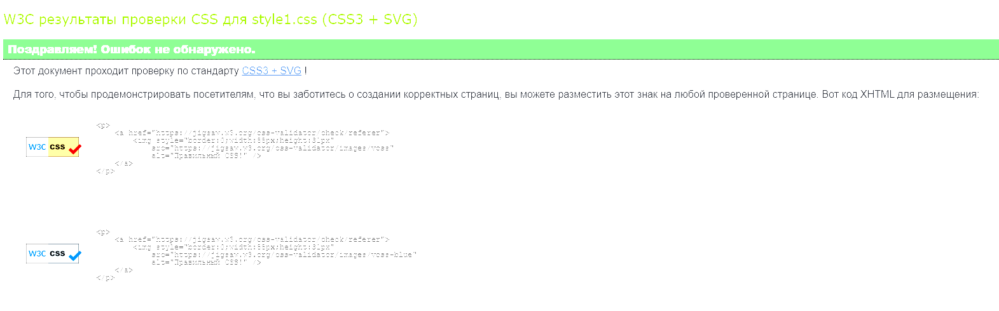 W3C результаты проверки CSS для style1.css (CSS3 + SVG)
Поздравляем! Ошибок не обнаружено.
Этот документ проходит проверку по стандарту CSS3 + SVG !
Для того, чтобы продемонстрировать посетителям, что вы заботитесь о создании корректных страниц, вы можете разместить этот знак на любой проверенной странице. Вот код XHTML для размещения:
<p>
<a href="https://jigsaw.w3.org/css-validator/check/referer">
<img style="border:0;width:88px;height:31px"
src="https://jigsaw.w3.org/css-validator/images/vcss"
alt="Правильный CSS!" />
</a>
</p>
W3C css
<p>
<a href="https://jigsaw.w3.org/css-validator/check/referer">
<img style="border:0;width:88px;height:31px"
src="https://jigsaw.w3.org/css-validator/images/vcss-blue"
alt="Правильный CSS!" />
</a>
</p>
W3C css